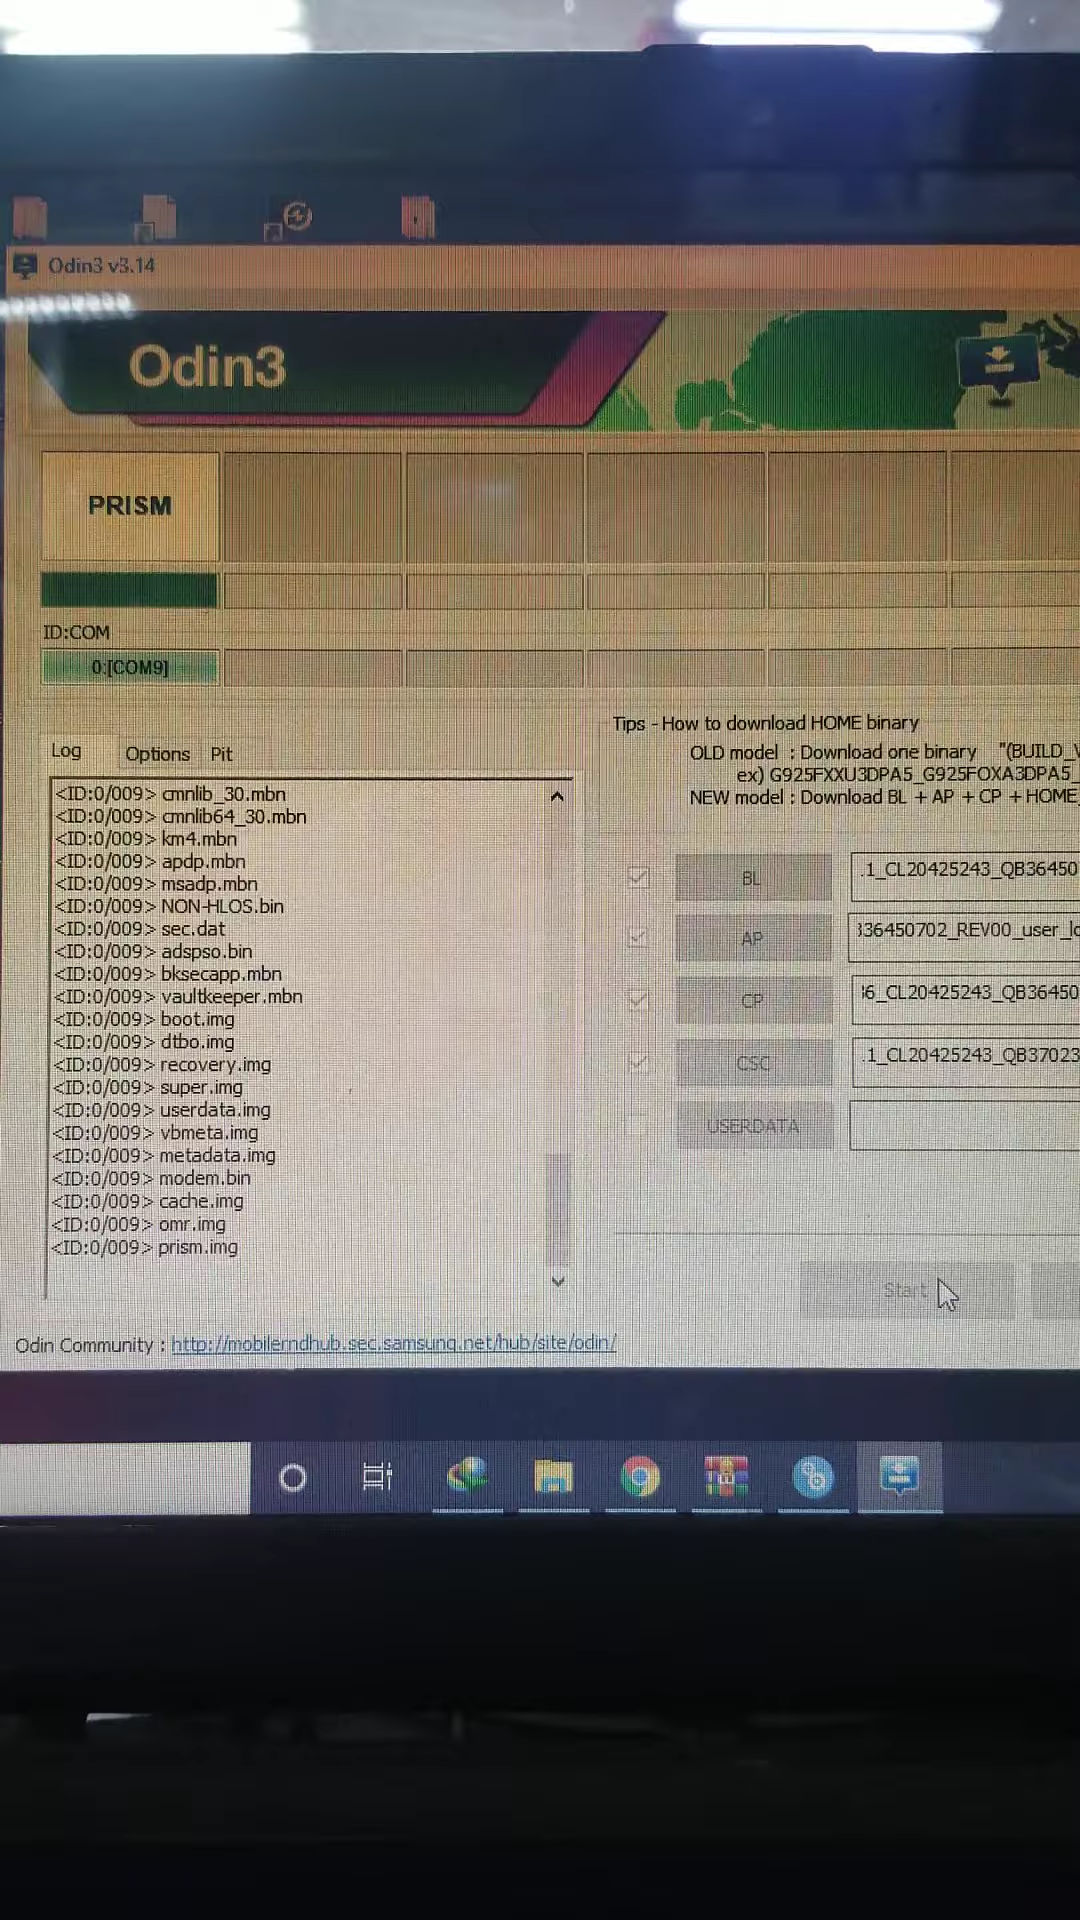 Odin3 v3.14
Odin3
PRISM
ID:COM
0:[COM9]
Log
Options
Pit
<ID:0/009> cmnlib_30.mbn
<ID:0/009> cmnlib64_30.mbn
<ID:0/009> km4.mbn
<ID:0/009> apdp.mbn
<ID:0/009> msadp.mbn
<ID:0/009> NON-HLOS.bin
<ID:0/009> sec.dat
<ID:0/009> adspso.bin
<ID:0/009> bksecapp.mbn
<ID:0/009> vaultkeeper.mbn
<ID:0/009> boot.img
<ID:0/009> dtbo.img
<ID:0/009> recovery.img
<ID:0/009> super.img
<ID:0/009> userdata.img
<ID:0/009> vbmeta.img
<ID:0/009> metadata.img
<ID:0/009> modem.bin
<ID:0/009> cache.img
<ID:0/009> omr.img
<ID:0/009> prism.img
Tips - How to download HOME binary
OLD model : Download one binary "(BUILD_V
ex) G925FXXU3DPA5_G925FOXA3DPA5_
NEW model : Download BL + AP + CP + HOME_
BL .1_CL20425243_QB36450
AP 336450702_REV00_user_lo
CP 16_CL20425243_QB36450
CSC .1_CL20425243_QB37023
USERDATA
Start
Odin Community : http://mobilerndhub.sec.samsung.net/hub/site/odin/